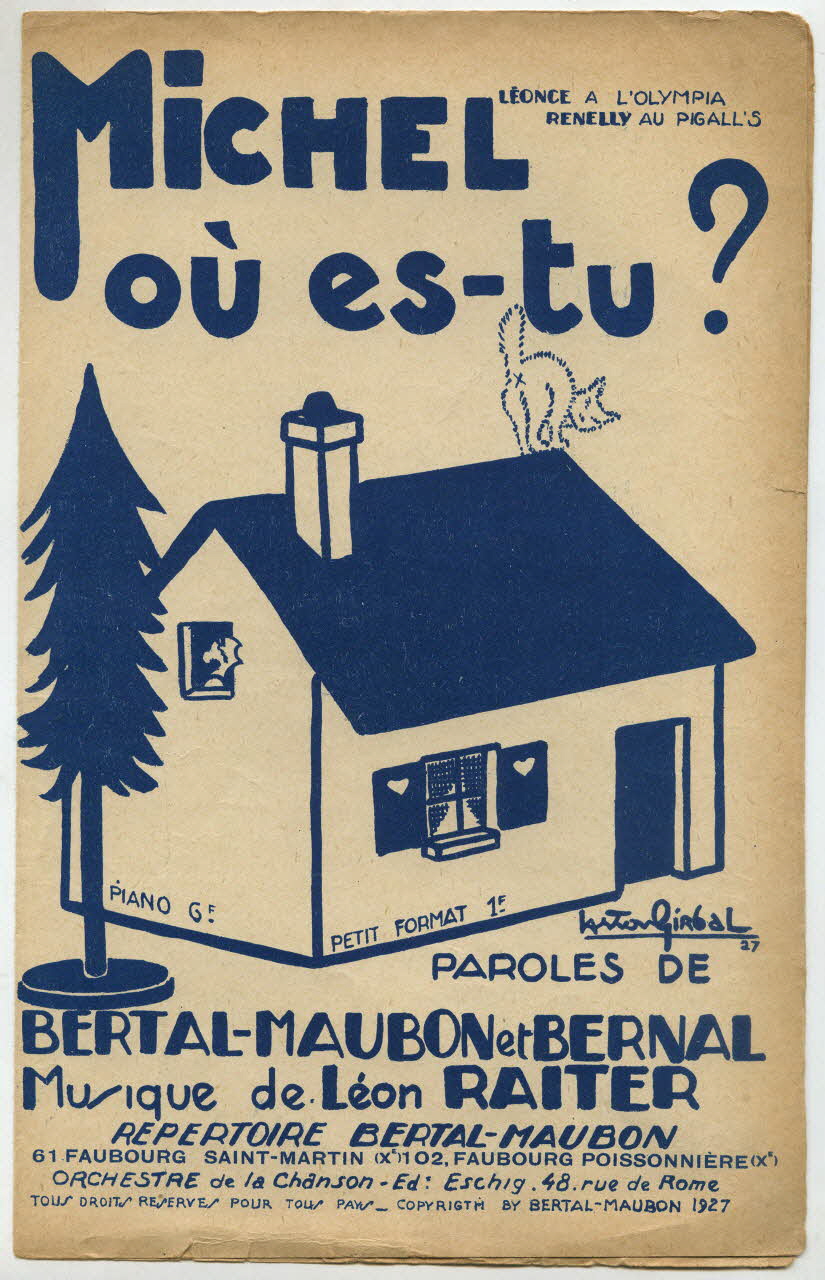 MiCHEL
LÉONCE A L'OLYMPIA
RENELLY AU PIGALL'S
où es-tu ?
PIANO 6F
PETIT FORMAT 1F
GASTON GIRBAL
27
PAROLES DE
BERTAL-MAUBON et BERNAL
Musique de Léon RAITER
REPERTOIRE BERTAL-MAUBON
61 FAUBOURG SAINT-MARTIN (Xe) 102, FAUBOURG POISSONNIÈRE (Xe)
ORCHESTRE de la Chanson - Ed: Eschig. 48. rue de Rome
TOUS DROITS RESERVES POUR TOUS PAYS_ COPYRIGTH BY BERTAL-MAUBON 1927